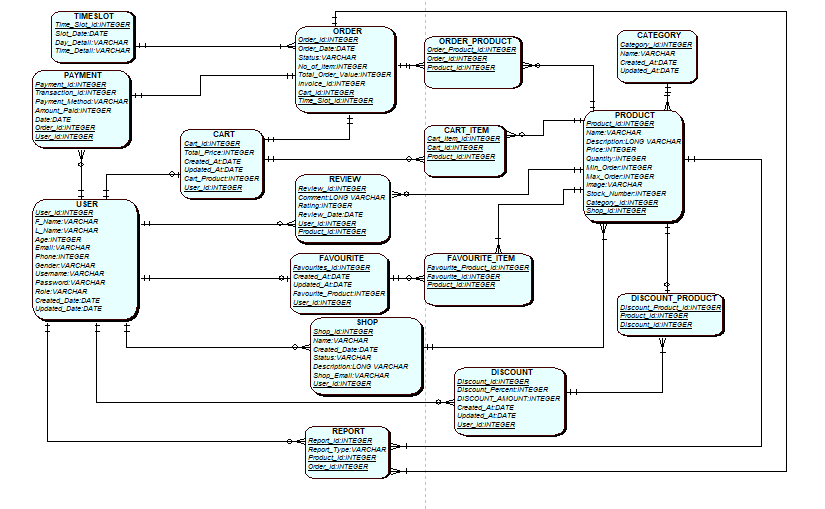 TIMESLOT
Time_Slot_Id:INTEGER
Slot_Date:DATE
Day_Detail:VARCHAR
Time_Detail:VARCHAR
ORDER
Order_Id:INTEGER
Order_Date:DATE
Status:VARCHAR
No_of_Item:INTEGER
Total_Order_Value:INTEGER
Invoice_Id:INTEGER
Cart_Id:INTEGER
Time_Slot_Id:INTEGER
ORDER_PRODUCT
Order_Product_Id:INTEGER
Order_Id:INTEGER
Product_Id:INTEGER
CATEGORY
Category_Id:INTEGER
Name:VARCHAR
Created_At:DATE
Updated_At:DATE
PAYMENT
Payment_Id:INTEGER
Transaction_Id:INTEGER
Payment_Method:VARCHAR
Amount_Paid:INTEGER
Date:DATE
Order_Id:INTEGER
User_Id:INTEGER
CART
Cart_Id:INTEGER
Total_Price:INTEGER
Created_At:DATE
Updated_At:DATE
Cart_Product:INTEGER
User_Id:INTEGER
CART_ITEM
Cart_Item_Id:INTEGER
Cart_Id:INTEGER
Product_Id:INTEGER
PRODUCT
Product_Id:INTEGER
Name:VARCHAR
Description:LONG VARCHAR
Price:INTEGER
Quantity:INTEGER
Min_Order:INTEGER
Max_Order:INTEGER
Image:VARCHAR
Stock_Number:INTEGER
Category_Id:INTEGER
Shop_Id:INTEGER
REVIEW
Review_Id:INTEGER
Comment:LONG VARCHAR
Rating:INTEGER
Review_Date:DATE
User_Id:INTEGER
Product_Id:INTEGER
USER
User_Id:INTEGER
F_Name:VARCHAR
L_Name:VARCHAR
Age:INTEGER
Email:VARCHAR
Phone:INTEGER
Gender:VARCHAR
Username:VARCHAR
Password:VARCHAR
Role:VARCHAR
Created_Date:DATE
Updated_Date:DATE
FAVOURITE
Favourites_Id:INTEGER
Created_At:DATE
Updated_At:DATE
Favourite_Product:INTEGER
User_Id:INTEGER
FAVOURITE_ITEM
Favourite_Product_Id:INTEGER
Favourite_Id:INTEGER
Product_Id:INTEGER
DISCOUNT_PRODUCT
Discount_Product_Id:INTEGER
Product_Id:INTEGER
Discount_Id:INTEGER
SHOP
Shop_Id:INTEGER
Name:VARCHAR
Created_Date:DATE
Status:VARCHAR
Description:LONG VARCHAR
Shop_Email:VARCHAR
User_Id:INTEGER
DISCOUNT
Discount_Id:INTEGER
Discount_Percent:INTEGER
DISCOUNT_AMOUNT:INTEGER
Created_At:DATE
Updated_At:DATE
User_Id:INTEGER
REPORT
Report_Id:INTEGER
Report_Type:VARCHAR
Product_Id:INTEGER
Order_Id:INTEGER